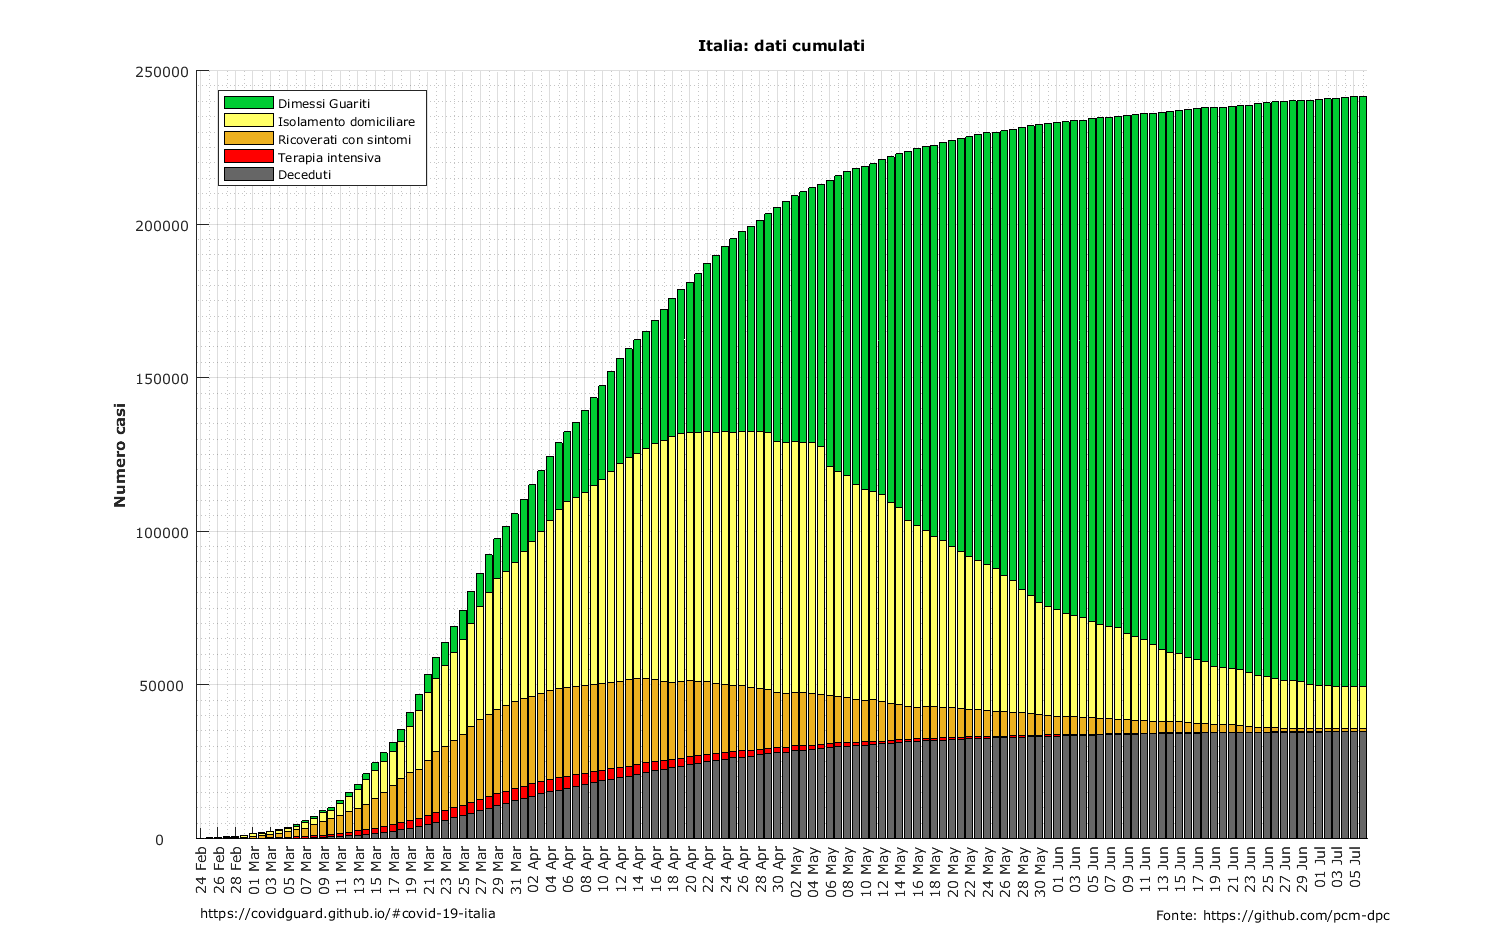 Italia: dati cumulati
250000
200000
150000
100000
50000
0
Numero casi
Dimessi Guariti
Isolamento domiciliare
Ricoverati con sintomi
Terapia intensiva
Deceduti
24 Feb
26 Feb
28 Feb
01 Mar
03 Mar
05 Mar
07 Mar
09 Mar
11 Mar
13 Mar
15 Mar
17 Mar
19 Mar
21 Mar
23 Mar
25 Mar
27 Mar
29 Mar
31 Mar
02 Apr
04 Apr
06 Apr
08 Apr
10 Apr
12 Apr
14 Apr
16 Apr
18 Apr
20 Apr
22 Apr
24 Apr
26 Apr
28 Apr
30 Apr
02 May
04 May
06 May
08 May
10 May
12 May
14 May
16 May
18 May
20 May
22 May
24 May
26 May
28 May
30 May
01 Jun
03 Jun
05 Jun
07 Jun
09 Jun
11 Jun
13 Jun
15 Jun
17 Jun
19 Jun
21 Jun
23 Jun
25 Jun
27 Jun
29 Jun
01 Jul
03 Jul
05 Jul
https://covidguard.github.io/#covid-19-italia
Fonte: https://github.com/pcm-dpc